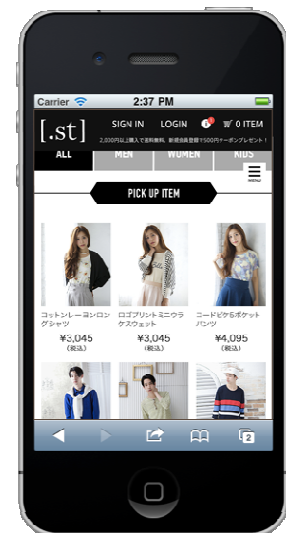 Carrier 2:37 PM
[.st] SIGN IN LOGIN 0 ITEM
2,000円以上購入で送料無料、新規会員登録で500円クーポンプレゼント!
ALL MEN WOMEN KIDS
MENU
PICK UP ITEM
コットンレーヨンロングシャツ
¥3,045
(税込)
ロゴプリントミニウラケスウェット
¥3,045
(税込)
コードピケ5ポケットパンツ
¥4,095
(税込)
2